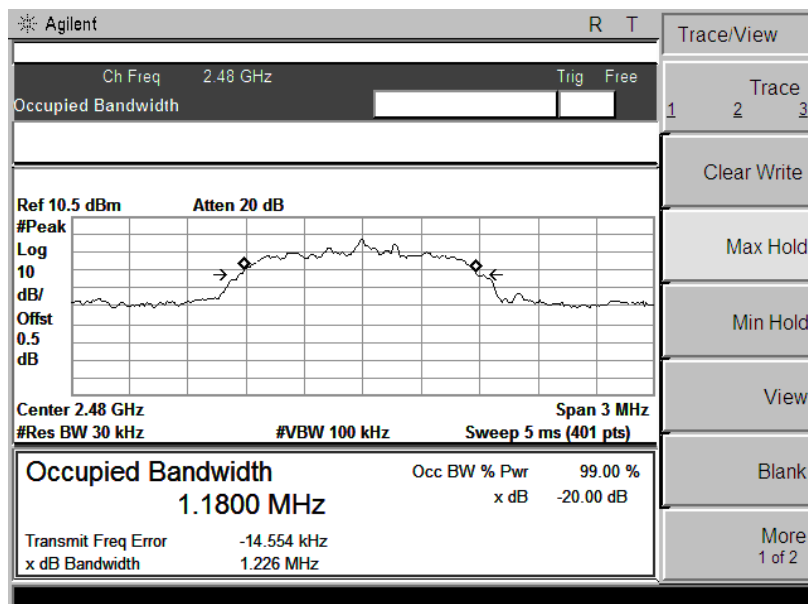 Agilent R T
Ch Freq 2.48 GHz Trig Free
Occupied Bandwidth
Ref 10.5 dBm Atten 20 dB
#Peak
Log
10
dB/
Offst
0.5
dB
Center 2.48 GHz Span 3 MHz
#Res BW 30 kHz #VBW 100 kHz Sweep 5 ms (401 pts)
Occupied Bandwidth
1.1800 MHz
Occ BW % Pwr 99.00 %
x dB -20.00 dB
Transmit Freq Error -14.554 kHz
x dB Bandwidth 1.226 MHz
Trace/View
Trace
1 2 3
Clear Write
Max Hold
Min Hold
View
Blank
More
1 of 2